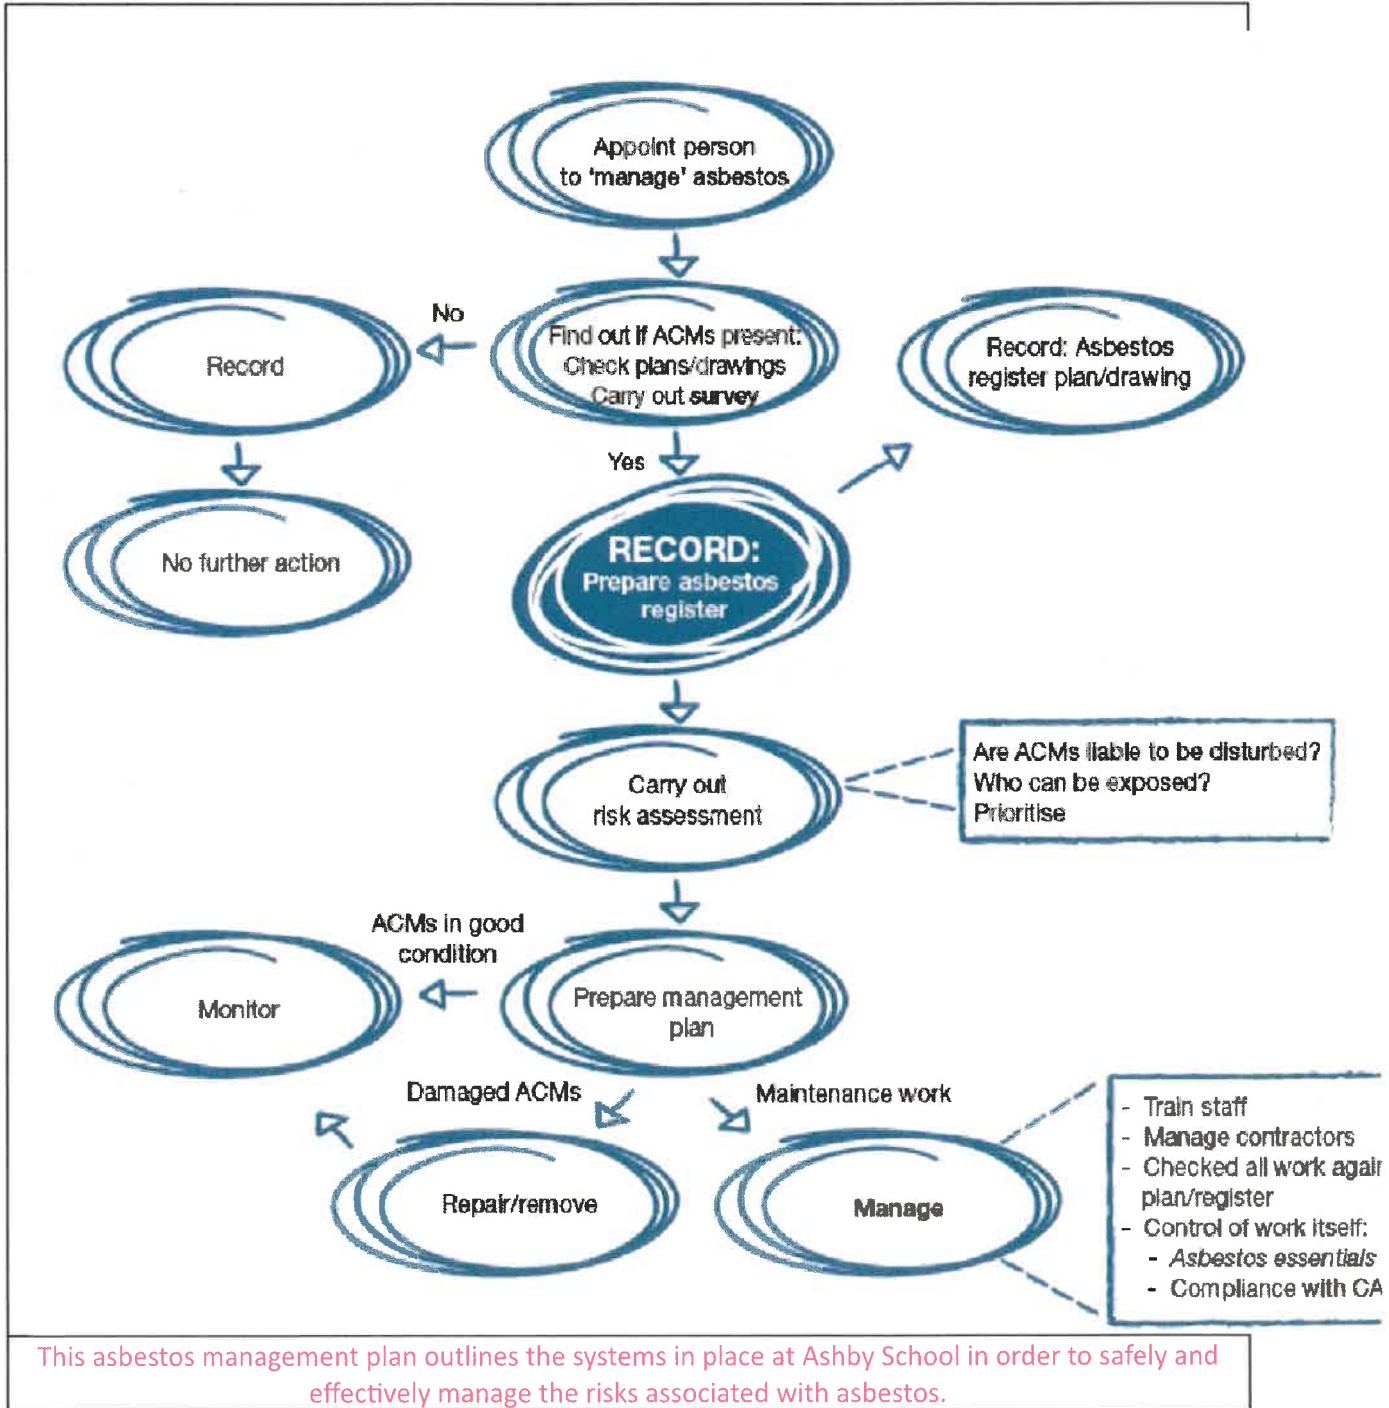 Appoint person
to 'manage' asbestos
No
Find out if ACMs present:
Check plans/drawings
Carry out survey
Record
Record: Asbestos
register plan/drawing
Yes
No further action
RECORD:
Prepare asbestos
register
Carry out
risk assessment
Are ACMs liable to be disturbed?
Who can be exposed?
Prioritise
ACMs in good
condition
Monitor
Prepare management
plan
Damaged ACMs
Maintenance work
Repair/remove
Manage
- Train staff
- Manage contractors
- Checked all work
plan/register
- Control of work itself:
- Asbestos essentials
- Compliance with
This asbestos management plan outlines the systems in place at Ashby School in order to safely and
effectively manage the risks associated with asbestos.